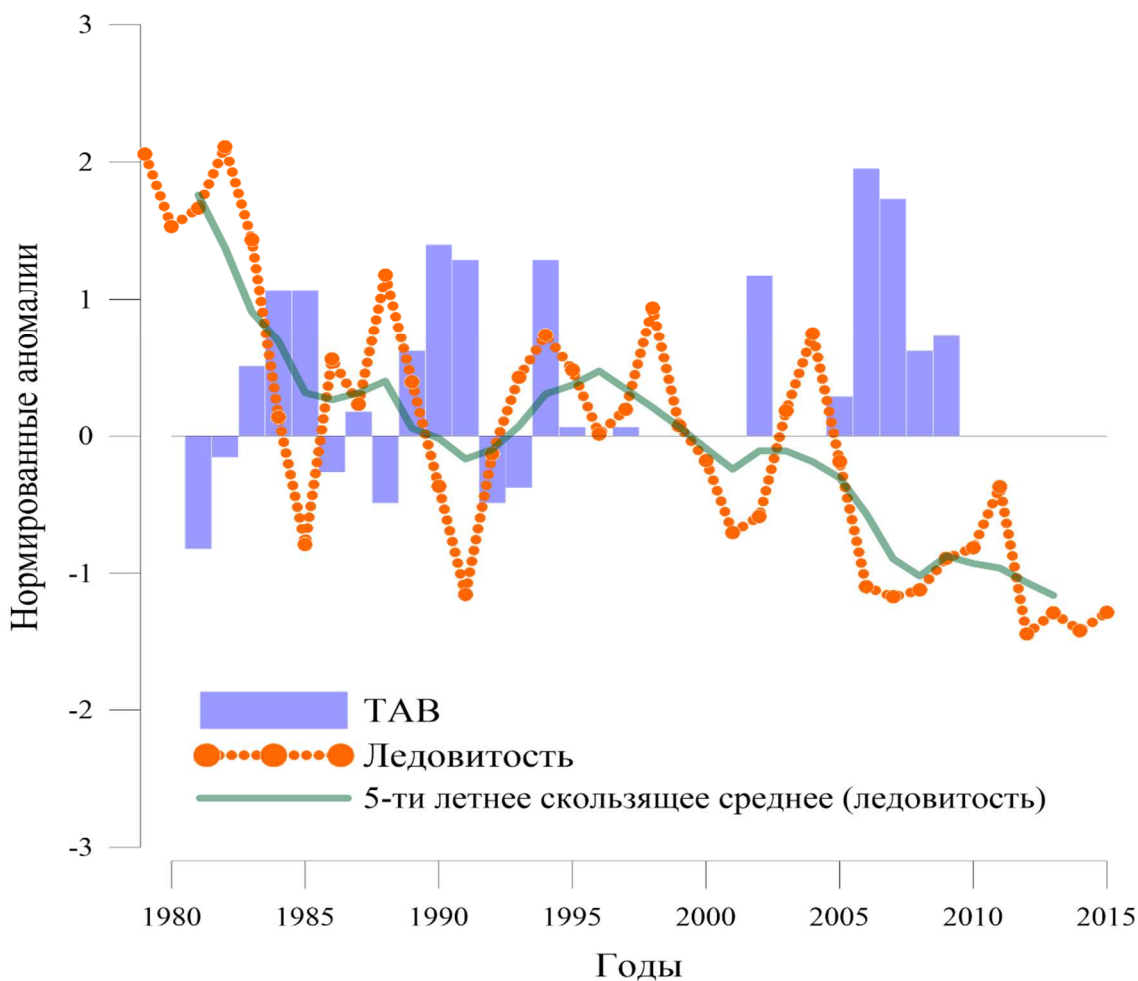 3
2
1
0
-1
-2
-3
Нормированные аномалии
ТАВ
Ледовитость
5-ти летнее скользящее среднее (ледовитость)
1980 1985 1990 1995 2000 2005 2010 2015
Годы